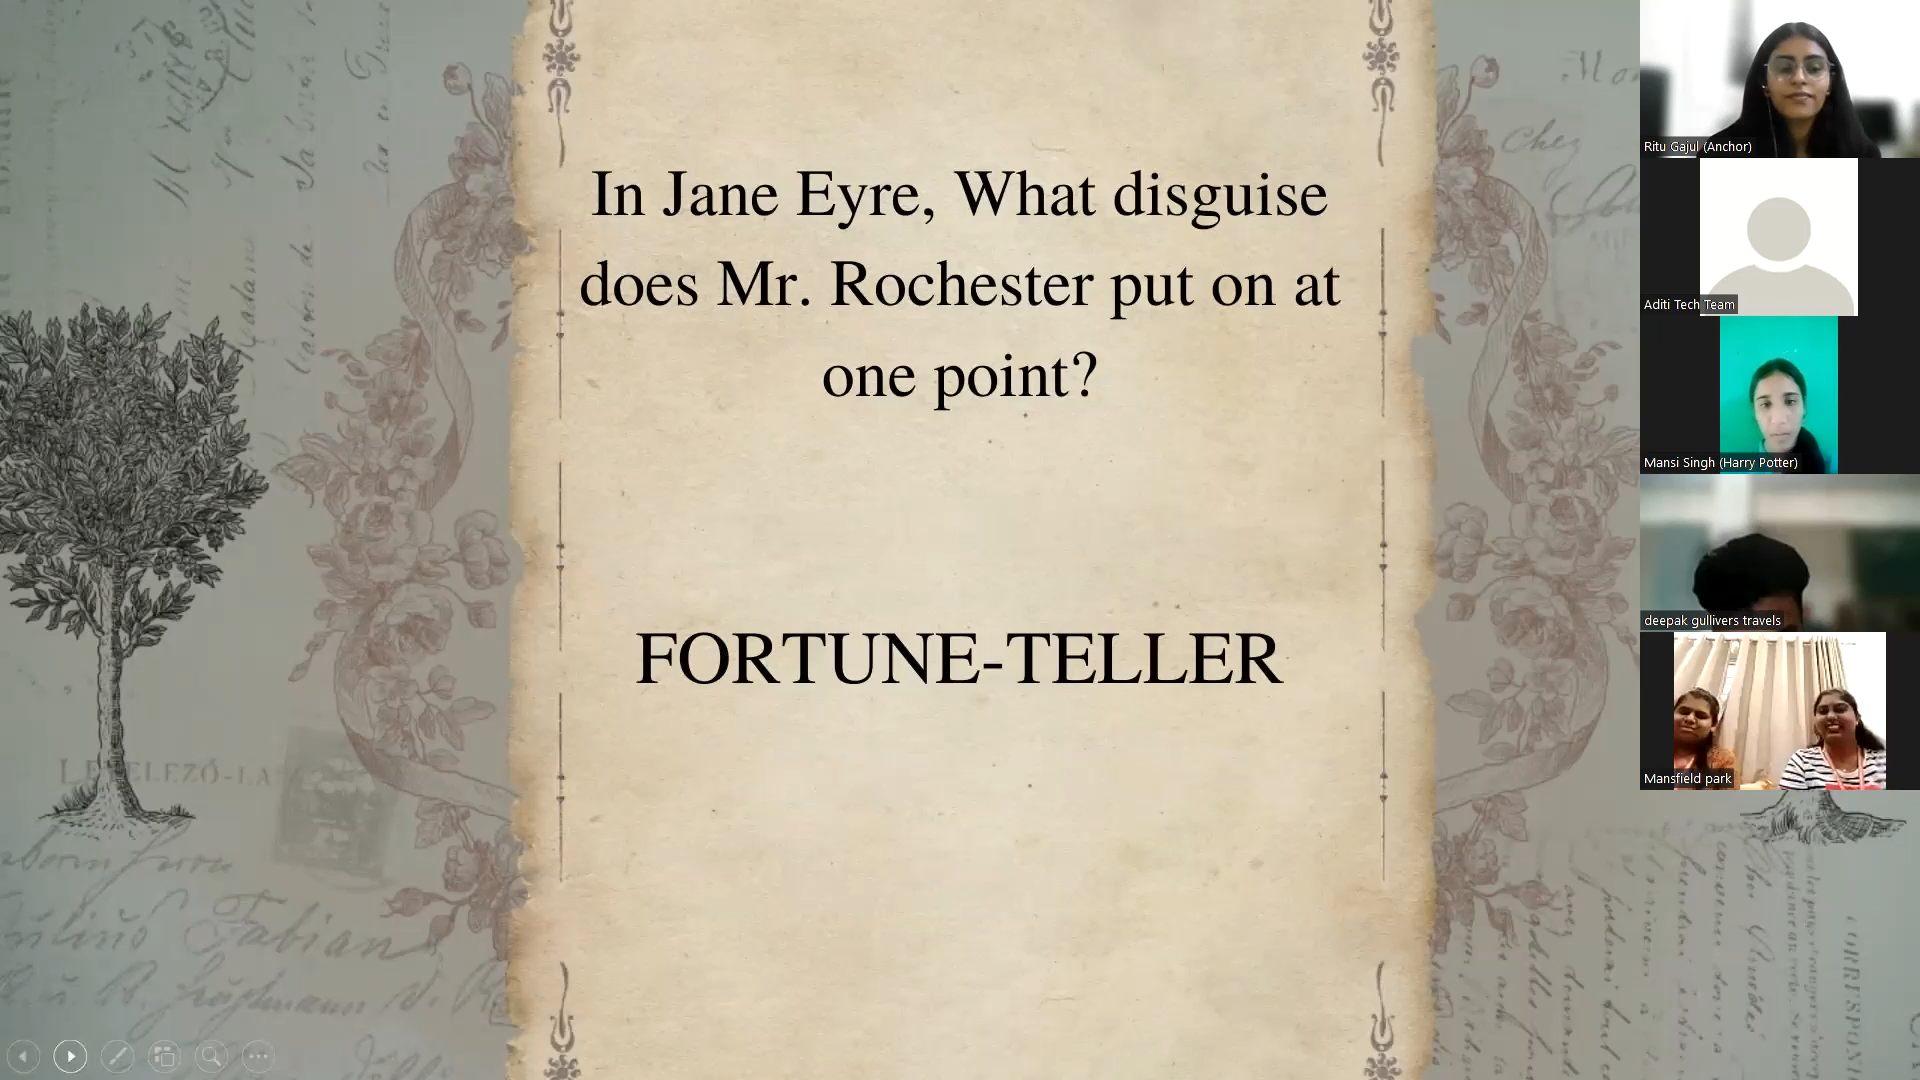 In Jane Eyre, What disguise
does Mr. Rochester put on at
one point?
FORTUNE-TELLER
Ritu Gajul (Anchor)
Aditi Tech Team
Mansi Singh (Harry Potter)
deepak gullivers travels
Mansfield park